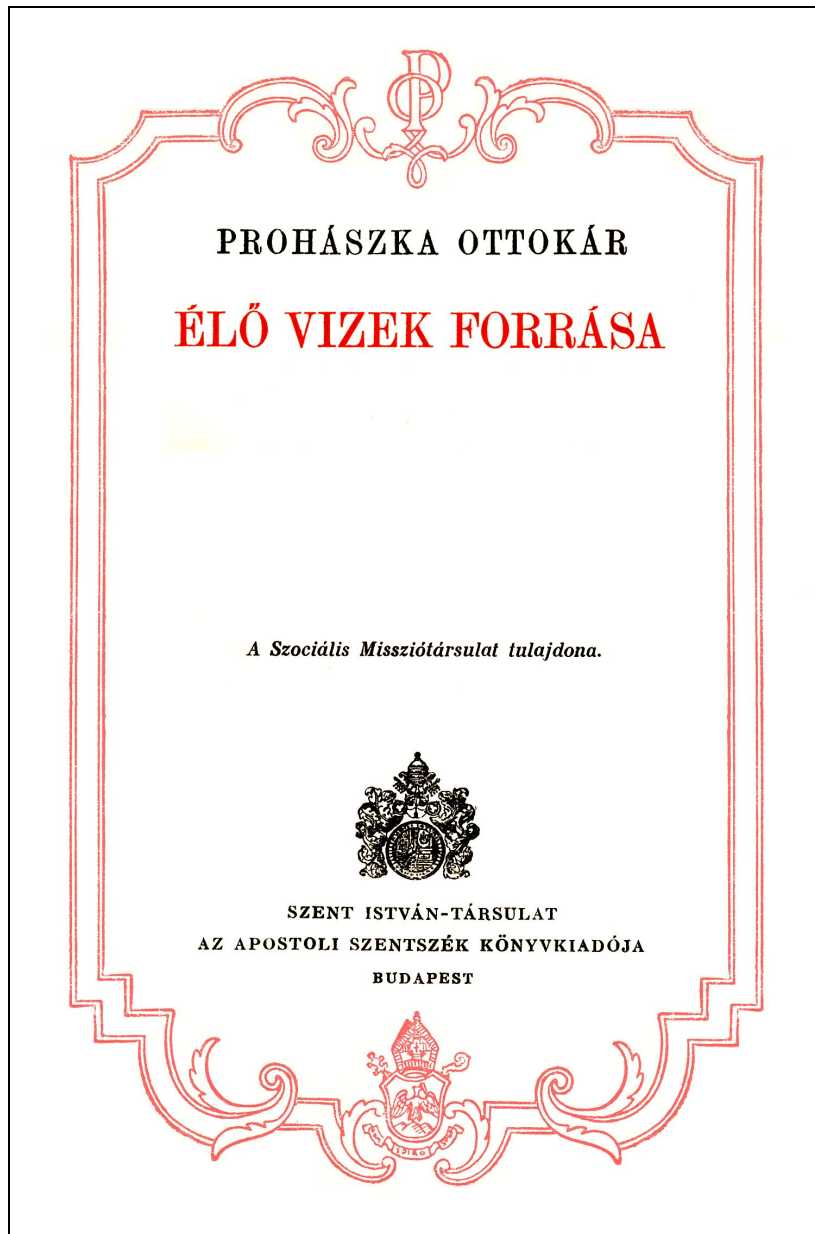 PROHÁSZKA OTTOKÁR
ÉLŐ VIZEK FORRÁSA
A Szociális Missziótársulat tulajdona.
SZENT ISTVÁN-TÁRSULAT
AZ APOSTOLI SZENTSZÉK KÖNYVKIADÓJA
BUDAPEST